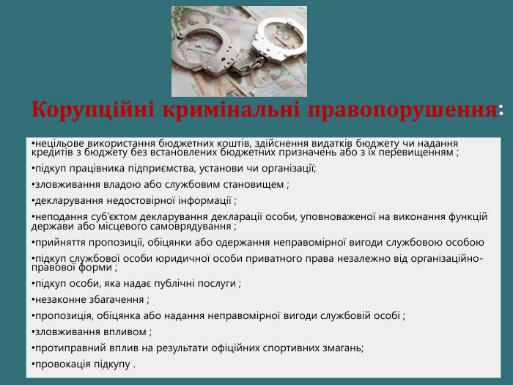 Корупційні кримінальні правопорушення:
•нецільове використання бюджетних коштів, здійснення видатків бюджету чи надання
кредитів з бюджету без встановлених бюджетних призначень або з їх перевищенням ;
•підкуп працівника підприємства, установи чи організації;
•зловживання владою або службовим становищем ;
•декларування недостовірної інформації ;
•неподання суб'єктом декларування декларації особи, уповноваженої на виконання функцій
держави або місцевого самоврядування ;
•прийняття пропозиції, обіцянки або одержання неправомірної вигоди службовою особою
•підкуп службової особи юридичної особи приватного права незалежно від організаційно-
правової форми ;
•підкуп особи, яка надає публічні послуги ;
•незаконне збагачення ;
•пропозиція, обіцянка або надання неправомірної вигоди службовій особі ;
•зловживання впливом ;
•протиправний вплив на результати офіційних спортивних змагань;
•провокація підкупу .